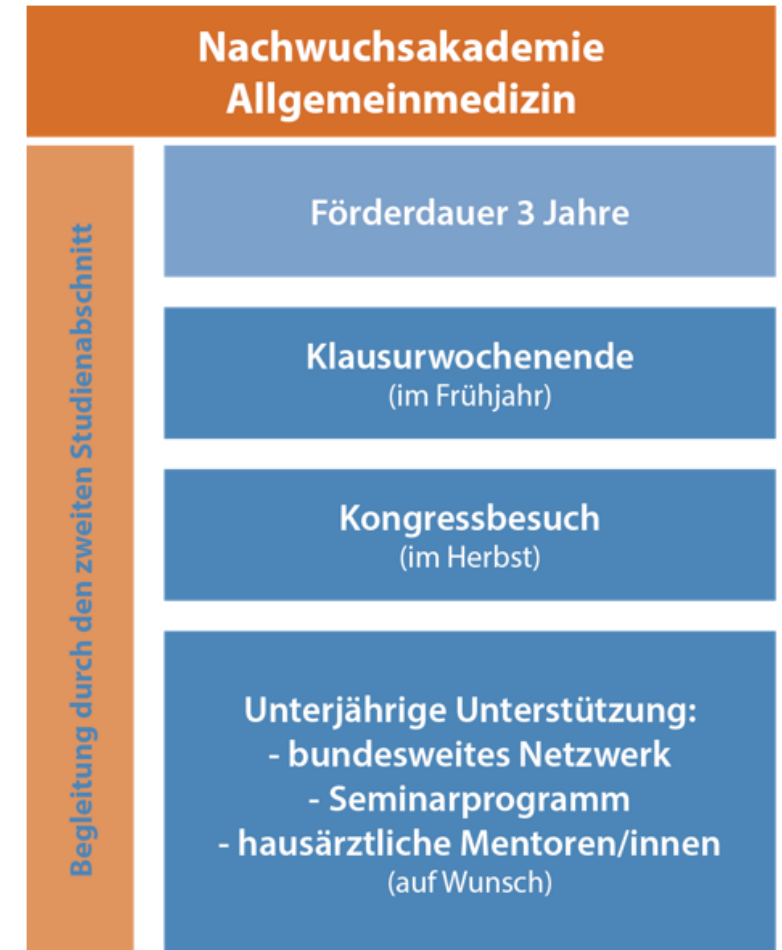 Nachwuchsakademie
Allgemeinmedizin
Begleitung durch den zweiten Studienabschnitt
Förderdauer 3 Jahre
Klausurwochenende
(im Frühjahr)
Kongressbesuch
(im Herbst)
Unterjährige Unterstützung:
- bundesweites Netzwerk
- Seminarprogramm
- hausärztliche Mentoren/innen
(auf Wunsch)